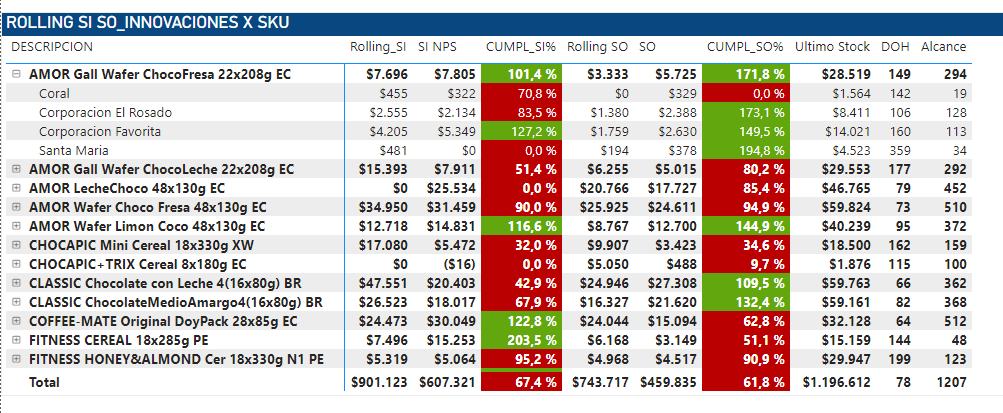 ROLLING SI SO_INNOVACIONES X SKU
DESCRIPCION Rolling_SI SI NPS CUMPL_SI% Rolling SO SO CUMPL_SO% Ultimo Stock DOH Alcance
AMOR Gall Wafer ChocoFresa 22x208g EC $7.696 $7.805 101,4 % $3.333 $5.725 171,8 % $28.519 149 294
Coral $455 $322 70,8 % $0 $329 0,0 % $1.564 142 19
Corporacion El Rosado $2.555 $2.134 83,5 % $1.380 $2.388 173,1 % $8.411 106 128
Corporacion Favorita $4.205 $5.349 127,2 % $1.759 $2.630 149,5 % $14.021 160 113
Santa Maria $481 $0 0,0 % $194 $378 194,8 % $4.523 359 34
AMOR Gall Wafer ChocoLeche 22x208g EC $15.393 $7.911 51,4 % $6.255 $5.015 80,2 % $29.553 177 292
AMOR LecheChoco 48x130g EC $0 $25.534 0,0 % $20.766 $17.727 85,4 % $46.765 79 452
AMOR Wafer Choco Fresa 48x130g EC $34.950 $31.459 90,0 % $25.925 $24.611 94,9 % $59.824 73 510
AMOR Wafer Limon Coco 48x130g EC $12.718 $14.831 116,6 % $8.767 $12.700 144,9 % $40.239 95 372
CHOCAPIC Mini Cereal 18x330g XW $17.080 $5.472 32,0 % $9.907 $3.423 34,6 % $18.500 162 159
CHOCAPIC+TRIX Cereal 8x180g EC $0 ($16) 0,0 % $5.050 $488 9,7 % $1.876 115 100
CLASSIC Chocolate con Leche 4(16x80g) BR $47.551 $20.403 42,9 % $24.946 $27.308 109,5 % $59.763 66 362
CLASSIC ChocolateMedioAmargo4(16x80g) BR $26.523 $18.017 67,9 % $16.327 $21.620 132,4 % $59.161 82 368
COFFEE-MATE Original DoyPack 28x85g EC $24.473 $30.049 122,8 % $24.044 $15.094 62,8 % $32.128 64 512
FITNESS CEREAL 18x285g PE $7.496 $15.253 203,5 % $6.168 $3.149 51,1 % $15.159 144 48
FITNESS HONEY&ALMOND Cer 18x330g N1 PE $5.319 $5.064 95,2 % $4.968 $4.517 90,9 % $29.947 199 123
Total $901.123 $607.321 67,4 % $743.717 $459.835 61,8 % $1.196.612 78 1207